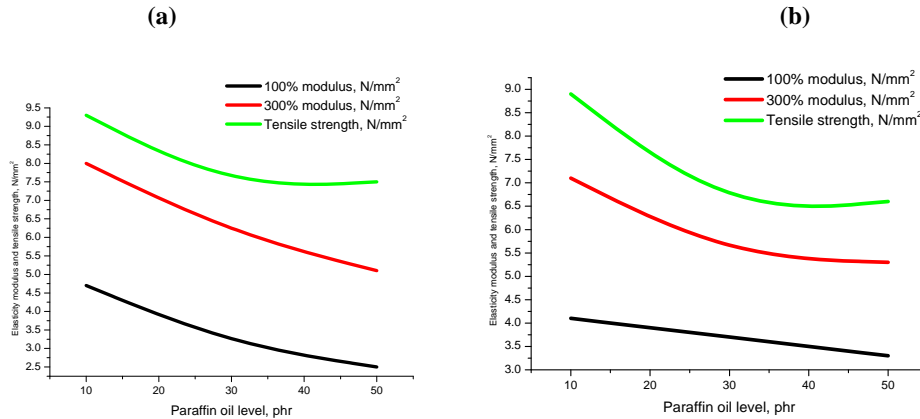 (a)
(b)
100% modulus, N/mm²
300% modulus, N/mm²
Tensile strength, N/mm²
Elasticity modulus and tensile strength, N/mm²
9.5
9.0
8.5
8.0
7.5
7.0
6.5
6.0
5.5
5.0
4.5
4.0
3.5
3.0
2.5
10 20 30 40 50
Paraffin oil level, phr
100% modulus, N/mm²
300% modulus, N/mm²
Tensile strength, N/mm²
Elasticity modulus and tensile strength, N/mm²
9.0
8.5
8.0
7.5
7.0
6.5
6.0
5.5
5.0
4.5
4.0
3.5
3.0
10 20 30 40 50
Paraffin oil level, phr